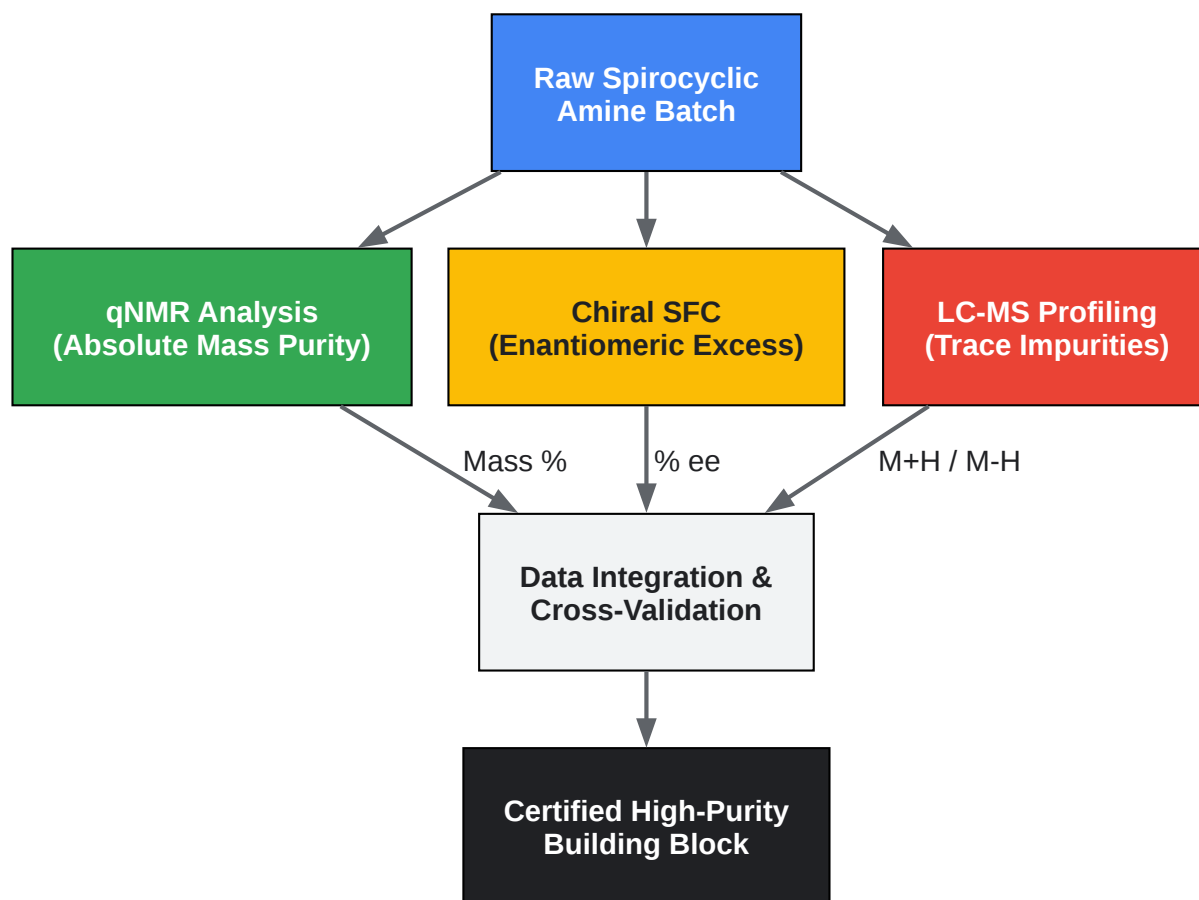 Raw Spirocyclic
Amine Batch
qNMR Analysis
(Absolute Mass Purity)
Chiral SFC
(Enantiomeric Excess)
LC-MS Profiling
(Trace Impurities)
Mass %
% ee
M+H / M-H
Data Integration &
Cross-Validation
Certified High-Purity
Building Block